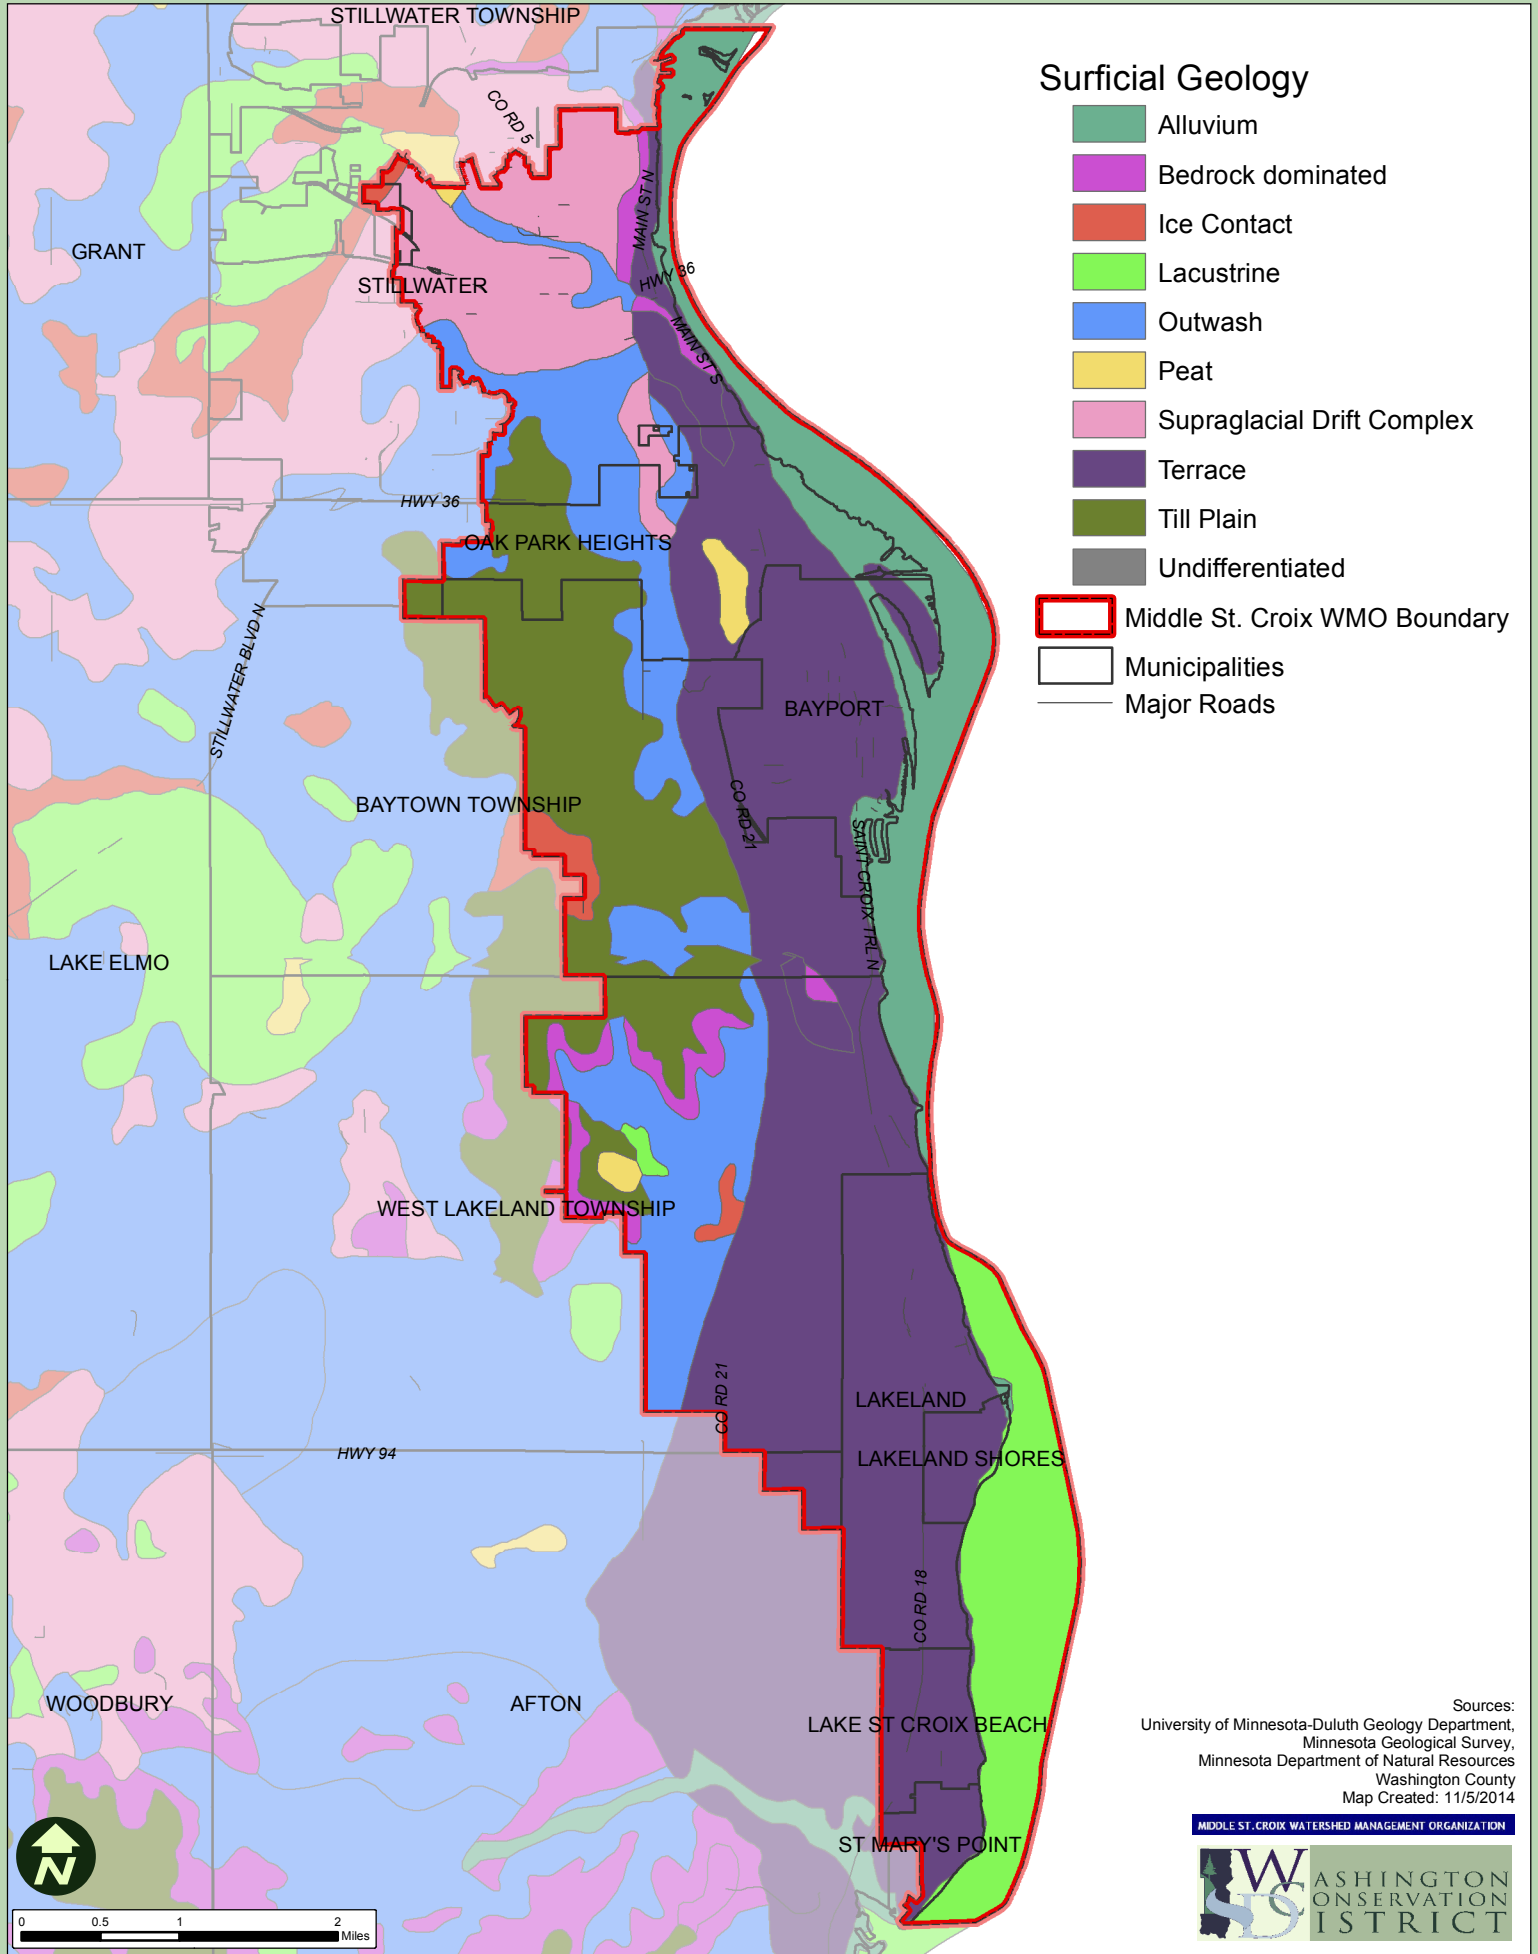 STILLWATER TOWNSHIP
CO RD 5
GRANT
STILLWATER
MAIN ST N
HWY 36
MAIN ST S
HWY 36
OAK PARK HEIGHTS
STILLWATER BLVD N
BAYPORT
BAYTOWN TOWNSHIP
CO RD 21
SAINT CROIX TRL N
LAKE ELMO
WEST LAKELAND TOWNSHIP
CO RD 21
LAKELAND
HWY 94
LAKELAND SHORES
CO RD 18
WOODBURY
AFTON
LAKE ST CROIX BEACH
ST MARY'S POINT
Surficial Geology
Alluvium
Bedrock dominated
Ice Contact
Lacustrine
Outwash
Peat
Supraglacial Drift Complex
Terrace
Till Plain
Undifferentiated
Middle St. Croix WMO Boundary
Municipalities
Major Roads
Sources:
University of Minnesota-Duluth Geology Department,
Minnesota Geological Survey,
Minnesota Department of Natural Resources
Washington County
Map Created: 11/5/2014
MIDDLE ST.CROIX WATERSHED MANAGEMENT ORGANIZATION
WASHINGTON
CONSERVATION
DISTRICT
N
0 0.5 1 2
Miles